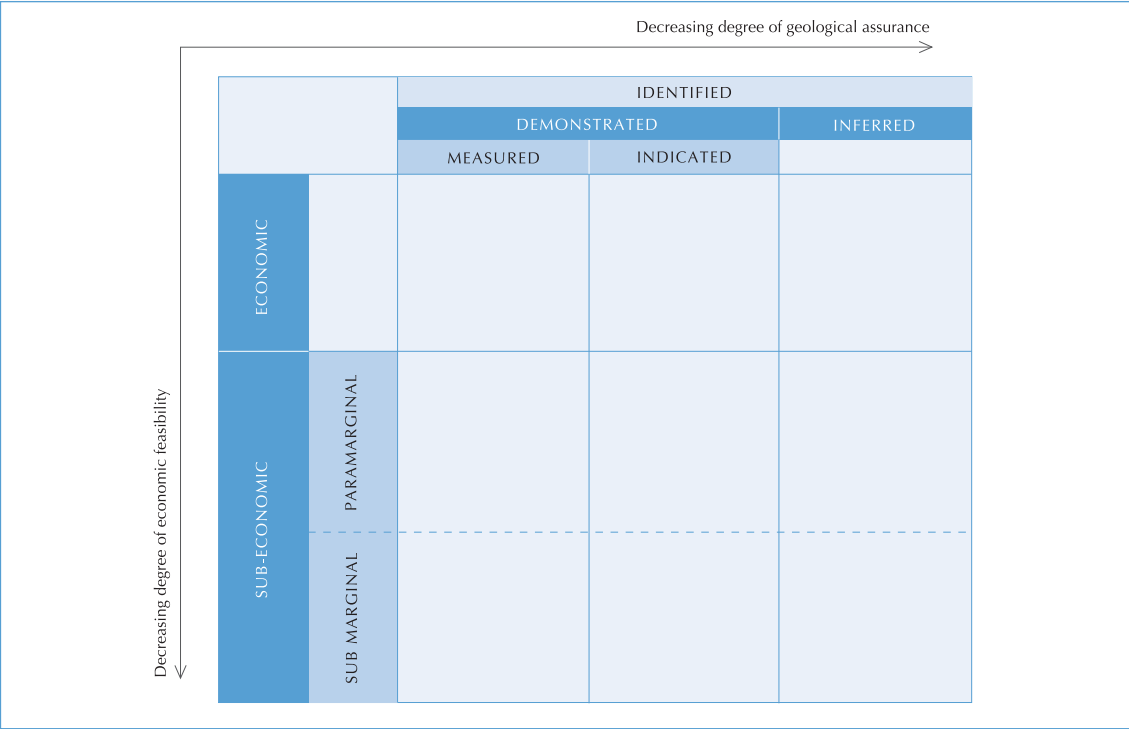 Decreasing degree of geological assurance
IDENTIFIED
DEMONSTRATED
INFERRED
MEASURED
INDICATED
ECONOMIC
SUB-ECONOMIC
PARAMARGINAL
SUB MARGINAL
Decreasing degree of economic feasibility